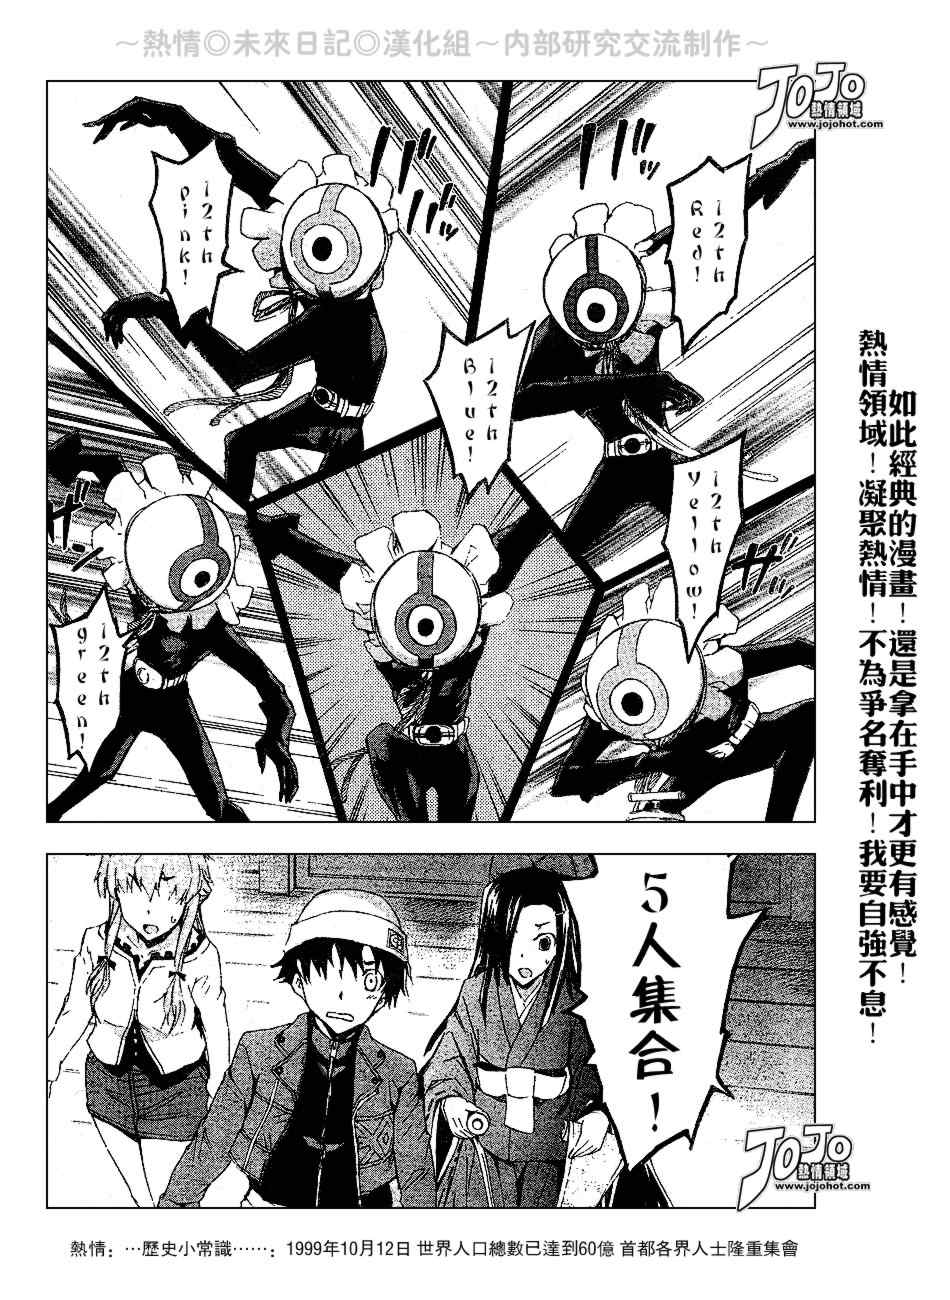 ～熱情◎未來日記◎漢化組～内部研究交流制作～
JOJO
熱情領域
www.jojohot.com
12th
Red!
12th
pink!
12th
Blue!
12th
Yellow!
12th
green!
如此經典的漫畫！還是拿在手中才更有感覺！
熱情領域！凝聚熱情！不為爭名奪利！我要自強不息！
5人集合！
JOJO
熱情領域
www.jojohot.com
熱情：…歷史小常識……：1999年10月12日 世界人口總數已達到60億 首都各界人士隆重集會